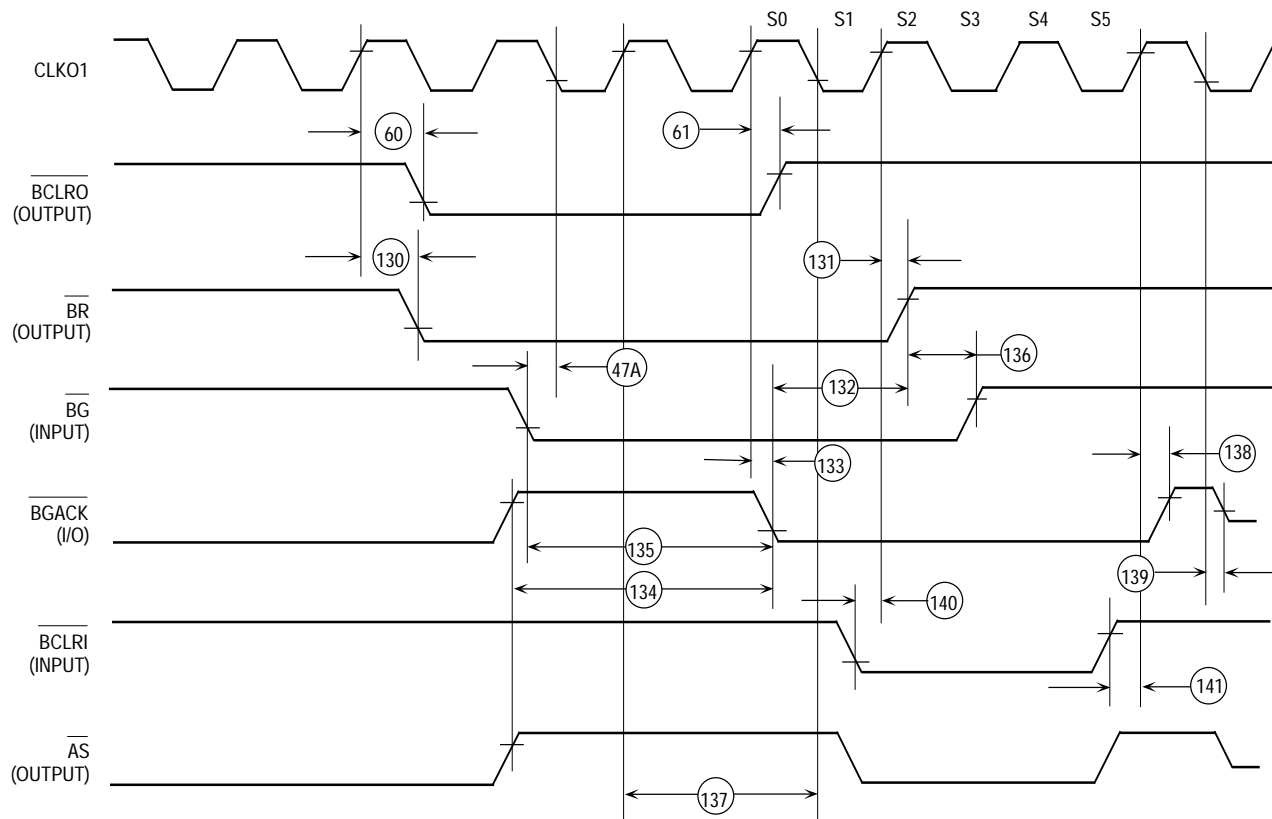 S0 S1 S2 S3 S4 S5
CLKO1
60
61
BCLRO
(OUTPUT)
130
131
BR
(OUTPUT)
136
47A
132
BG
(INPUT)
133
138
BGACK
(I/O)
135
139
134
140
BCLRI
(INPUT)
141
AS
(OUTPUT)
137